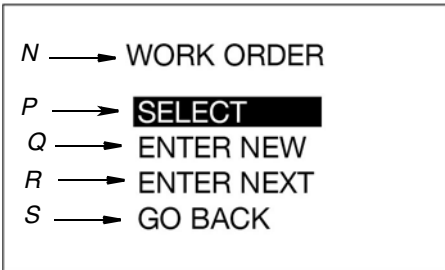 N WORK ORDER
P SELECT
Q ENTER NEW
R ENTER NEXT
S GO BACK